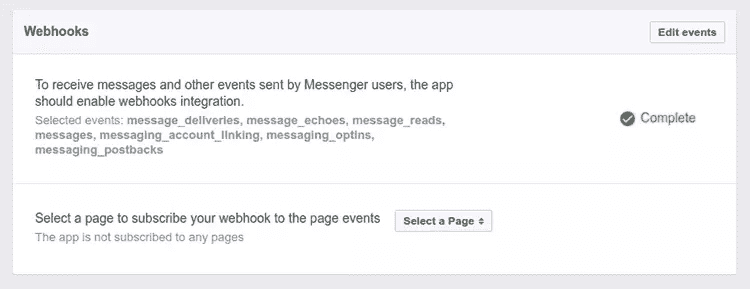 Webhooks
Edit events
To receive messages and other events sent by Messenger users, the app
should enable webhooks integration.
Selected events: message_deliveries, message_echoes, message_reads,
messages, messaging_account_linking, messaging_optins,
messaging_postbacks
Complete
Select a page to subscribe your webhook to the page events
Select a Page
The app is not subscribed to any pages